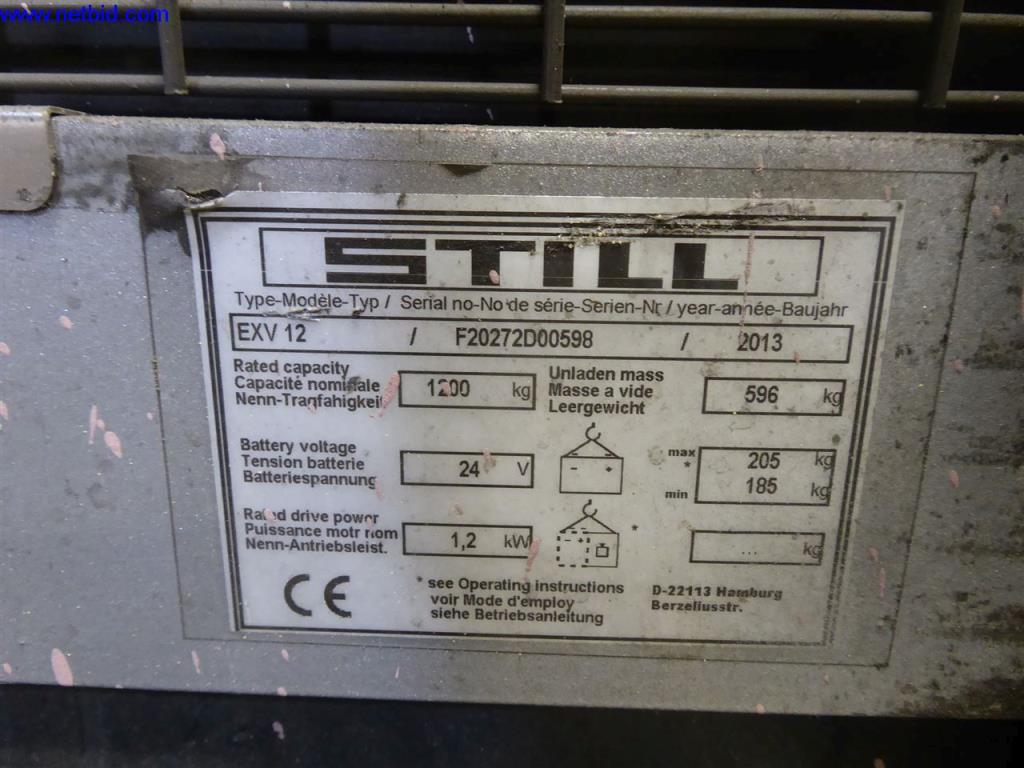 www.netbid.com
STILL
Type-Modèle-Typ / Serial no-No de série-Serien-Nr / year-année-Baujahr
EXV 12 / F20272D00598 / 2013
Rated capacity
Capacité nominale
Nenn-Tragfahigkeit
1200 kg
Unladen mass
Masse a vide
Leergewicht
596 kg
Battery voltage
Tension batterie
Batteriespannung
24 V
- +
max 205 kg
*
min 185 kg
Rated drive power
Puissance motr nom
Nenn-Antriebsleist.
1,2 kW
- +
*
... kg
CE
* see Operating instructions
voir Mode d'employ
siehe Betriebsanleitung
D-22113 Hamburg
Berzeliusstr.